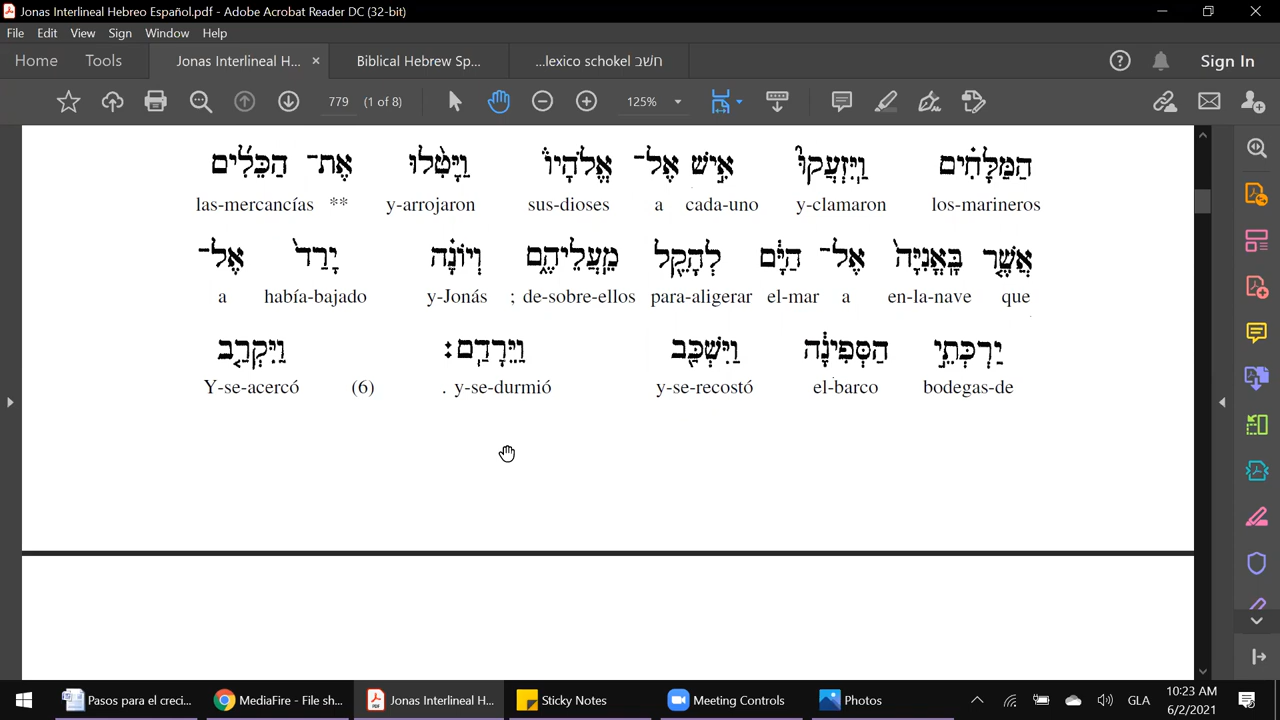 Jonas Interlineal Hebreo Español.pdf - Adobe Acrobat Reader DC (32-bit)
File Edit View Sign Window Help
Home Tools Jonas Interlineal H... × Biblical Hebrew Sp... ...lexico schokel חשׁב Sign In
779 (1 of 8) 125%
הַמַּלָּחִ֗ים וַֽיִּזְעֲקוּ֮ אִ֣ישׁ אֶל־ אֱלֹהָיו֒ וַיָּטִ֨לוּ אֶת־ הַכֵּלִ֜ים
las-mercancías ** y-arrojaron sus-dioses a cada-uno y-clamaron los-marineros
אֲשֶׁ֤ר בָּֽאֳנִיָּה֙ אֶל־ הַיָּ֔ם לְהָקֵ֖ל מֵֽעֲלֵיהֶ֑ם וְיוֹנָ֗ה יָרַד֙ אֶל־
a había-bajado y-Jonás ; de-sobre-ellos para-aligerar el-mar a en-la-nave que
יַרְכְּתֵ֣י הַסְּפִינָ֔ה וַיִּשְׁכַּ֖ב וַיֵּרָדַֽם׃ וַיִּקְרַ֤ב
Y-se-acercó (6) . y-se-durmió y-se-recostó el-barco bodegas-de
Pasos para el creci... MediaFire - File sh... Jonas Interlineal H... Sticky Notes Meeting Controls Photos GLA 10:23 AM
6/2/2021